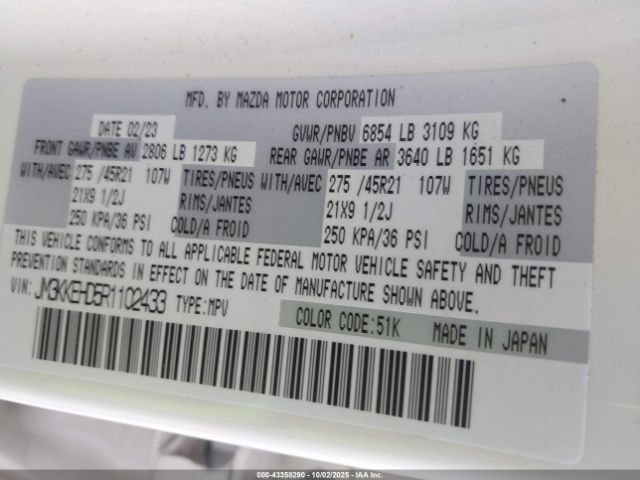 MFD. BY MAZDA MOTOR CORPORATION
DATE 02/23 GVWR/PNBV 6854 LB 3109 KG
FRONT GAWR/PNBE AV 2806 LB 1273 KG REAR GAWR/PNBE AR 3640 LB 1651 KG
WITH/AVEC 275 /45R21 107W TIRES/PNEUS WITH/AVEC 275 /45R21 107W TIRES/PNEUS
21X9 1/2J RIMS/JANTES 21X9 1/2J RIMS/JANTES
250 KPA/36 PSI COLD/A FROID 250 KPA/36 PSI COLD/A FROID
THIS VEHICLE CONFORMS TO ALL APPLICABLE FEDERAL MOTOR VEHICLE SAFETY AND THEFT
PREVENTION STANDARDS IN EFFECT ON THE DATE OF MANUFACTURE SHOWN ABOVE.
VIN: JM3KKEHD5R1102433 TYPE:MPV
COLOR CODE:51K MADE IN JAPAN
000-43358290 - 10/02/2025 - IAAI Inc.